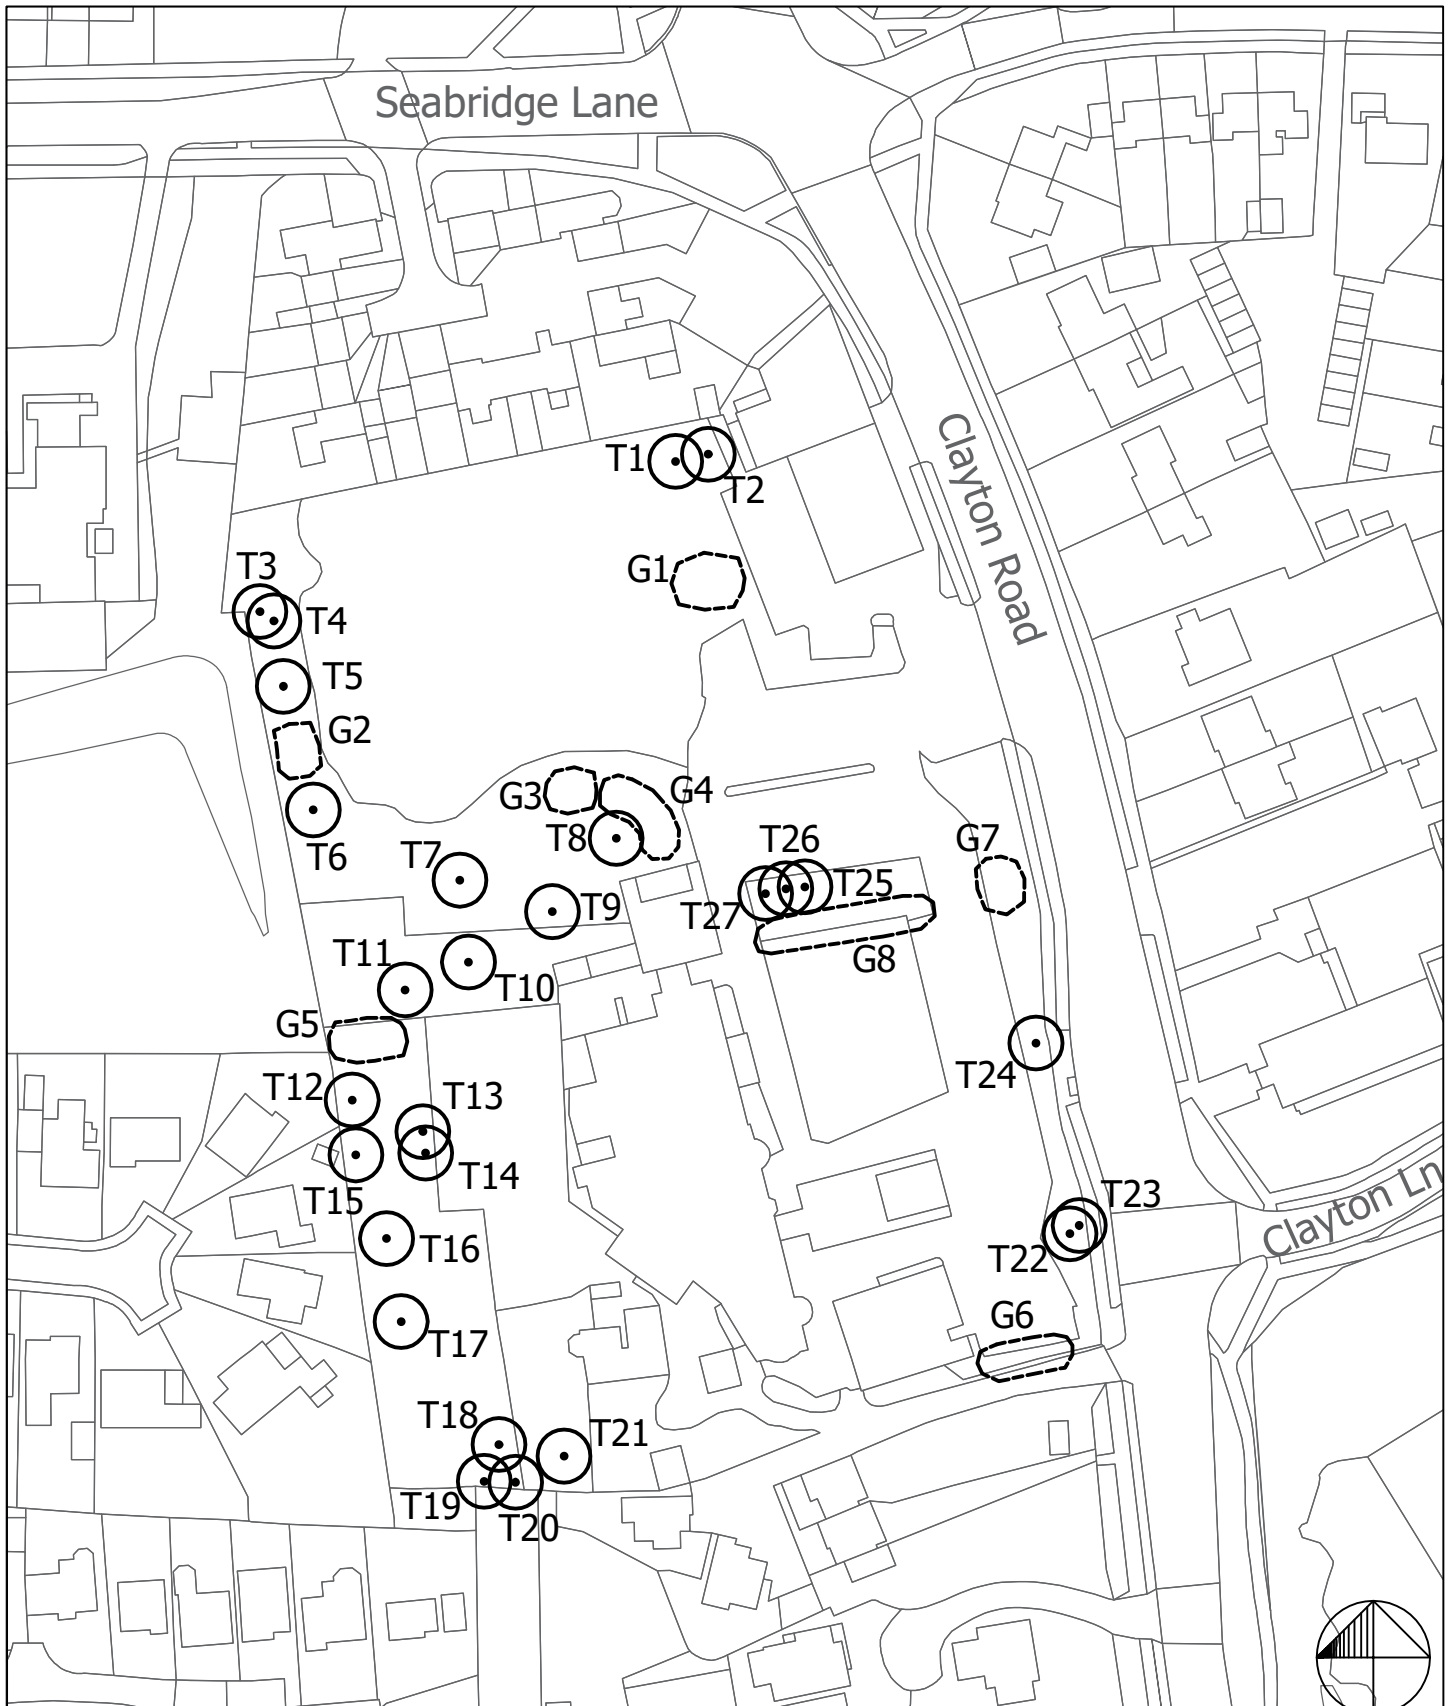 Seabridge Lane
Clayton Road
T1
T2
G1
T3
T4
T5
G2
G3
G4
T6
T7
T8
T26
G7
T25
T27
T9
T11
T10
G8
G5
T12
T13
T24
T14
T15
T23
T16
T22
Clayton Ln
G6
T17
T18
T21
T19
T20